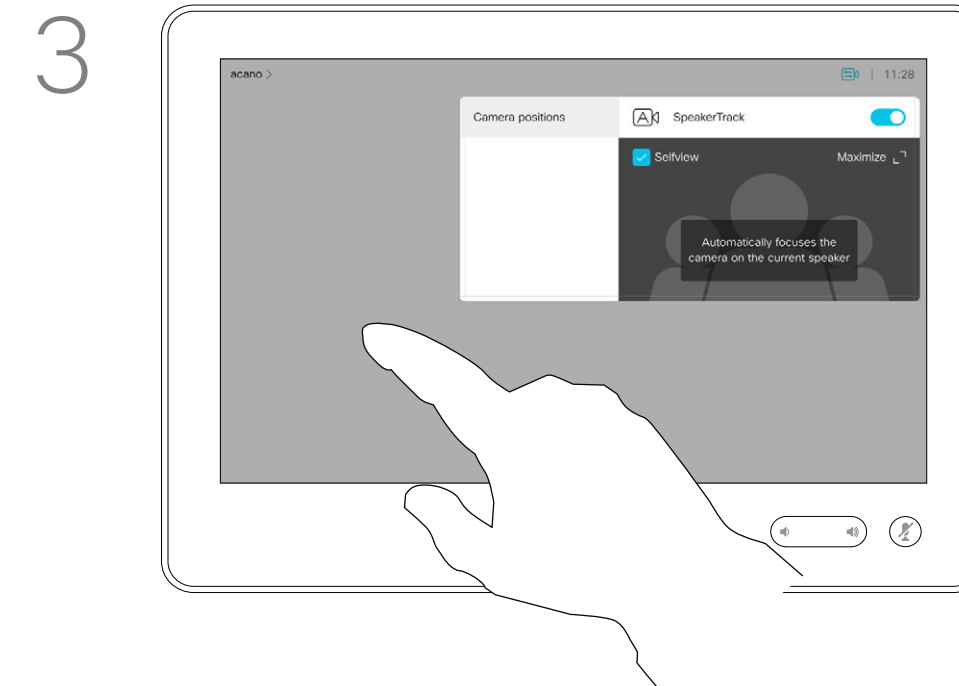 3
acano >
11:28
Camera positions
SpeakerTrack
Selfview
Maximize
Automatically focuses the
camera on the current speaker